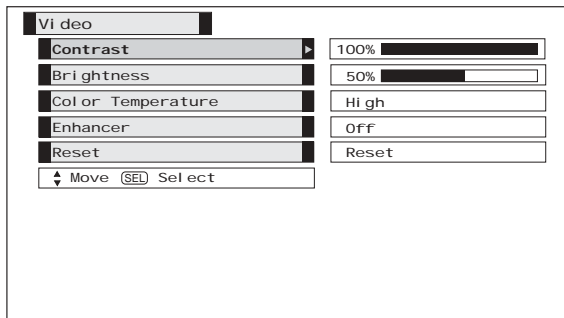 Video
Contrast 100%
Brightness 50%
Color Temperature High
Enhancer Off
Reset Reset
Move SEL Select